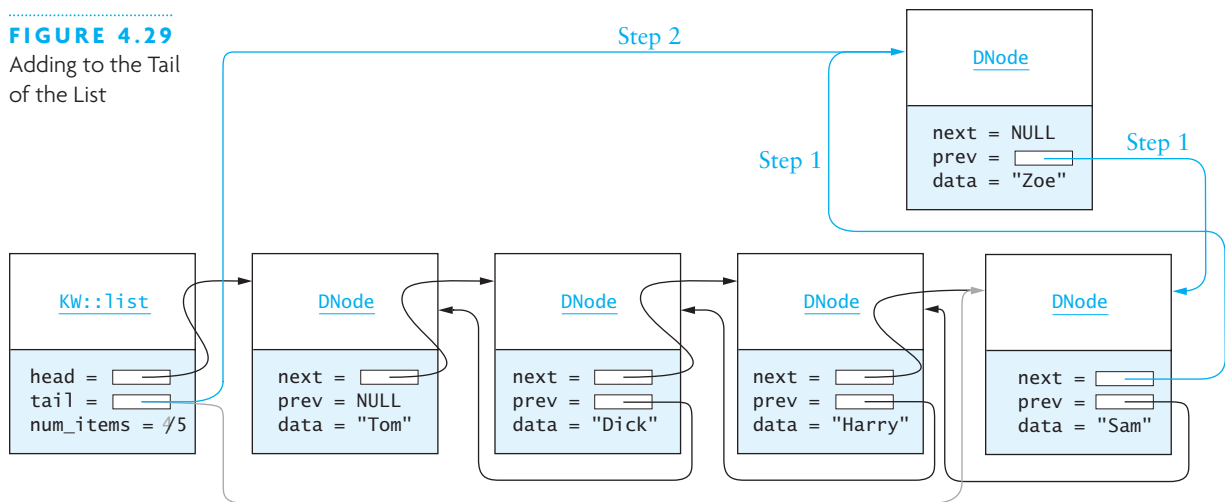 FIGURE 4.29
Adding to the Tail
of the List
Step 2
DNode
next = NULL
prev =
data = "Zoe"
Step 1
Step 1
KW::list
head =
tail =
num_items = 4/5
DNode
next =
prev = NULL
data = "Tom"
DNode
next =
prev =
data = "Dick"
DNode
next =
prev =
data = "Harry"
DNode
next =
prev =
data = "Sam"